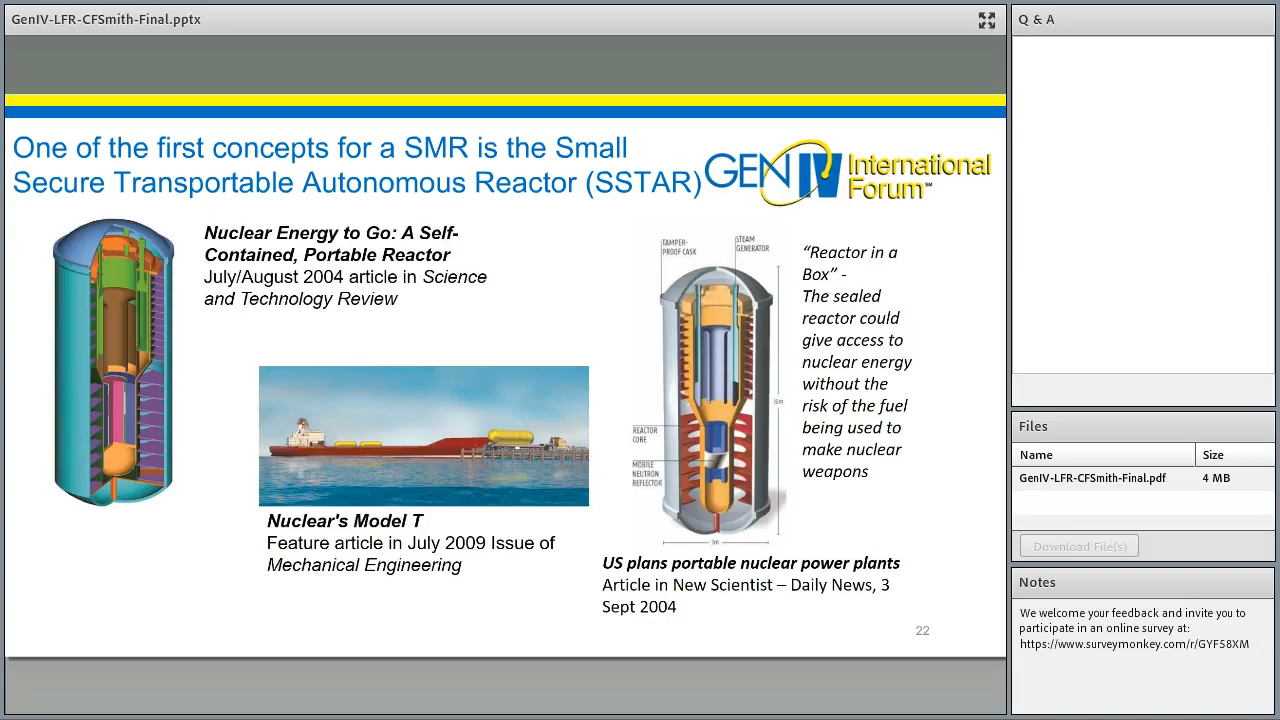 GenIV-LFR-CFSmith-Final.pptx
One of the first concepts for a SMR is the Small
Secure Transportable Autonomous Reactor (SSTAR)
GEN IV International
Forum℠
Nuclear Energy to Go: A Self-
Contained, Portable Reactor
July/August 2004 article in Science
and Technology Review
Nuclear's Model T
Feature article in July 2009 Issue of
Mechanical Engineering
TAMPER-
PROOF CASK
STEAM
GENERATOR
15m
REACTOR
CORE
MOBILE
NEUTRON
REFLECTOR
3m
“Reactor in a
Box” -
The sealed
reactor could
give access to
nuclear energy
without the
risk of the fuel
being used to
make nuclear
weapons
US plans portable nuclear power plants
Article in New Scientist – Daily News, 3
Sept 2004
22
Q & A
Files
Name Size
GenIV-LFR-CFSmith-Final.pdf 4 MB
Download File(s)
Notes
We welcome your feedback and invite you to
participate in an online survey at:
https://www.surveymonkey.com/r/GYF58XM